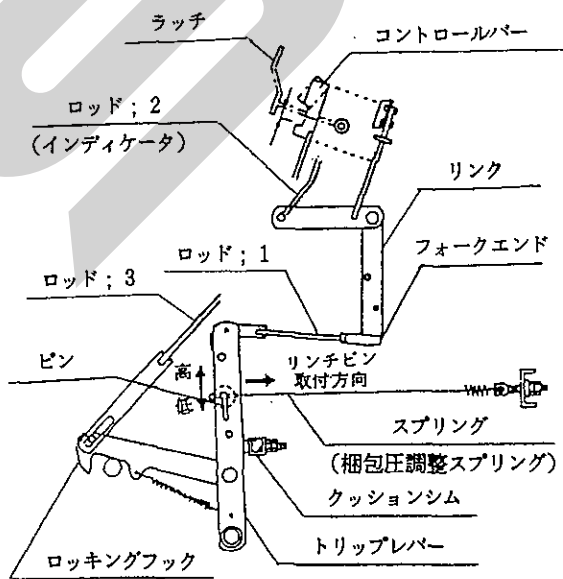 ラッチ
コントロールバー
ロッド；2
(インディケータ)
リンク
フォークエンド
ロッド；1
ロッド；3
ピン
高
低
リンチピン
取付方向
スプリング
(梱包圧調整スプリング)
クッションシム
トリップレバー
ロッキングフック